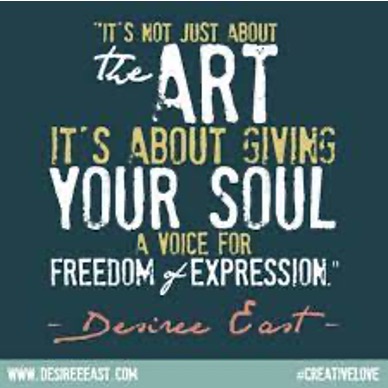 "IT'S NOT JUST ABOUT
the ART
IT'S ABOUT GIVING
YOUR SOUL
A VOICE FOR
FREEDOM of EXPRESSION."
- Desiree East -
WWW.DESIREEEAST.COM #CREATIVELOVE